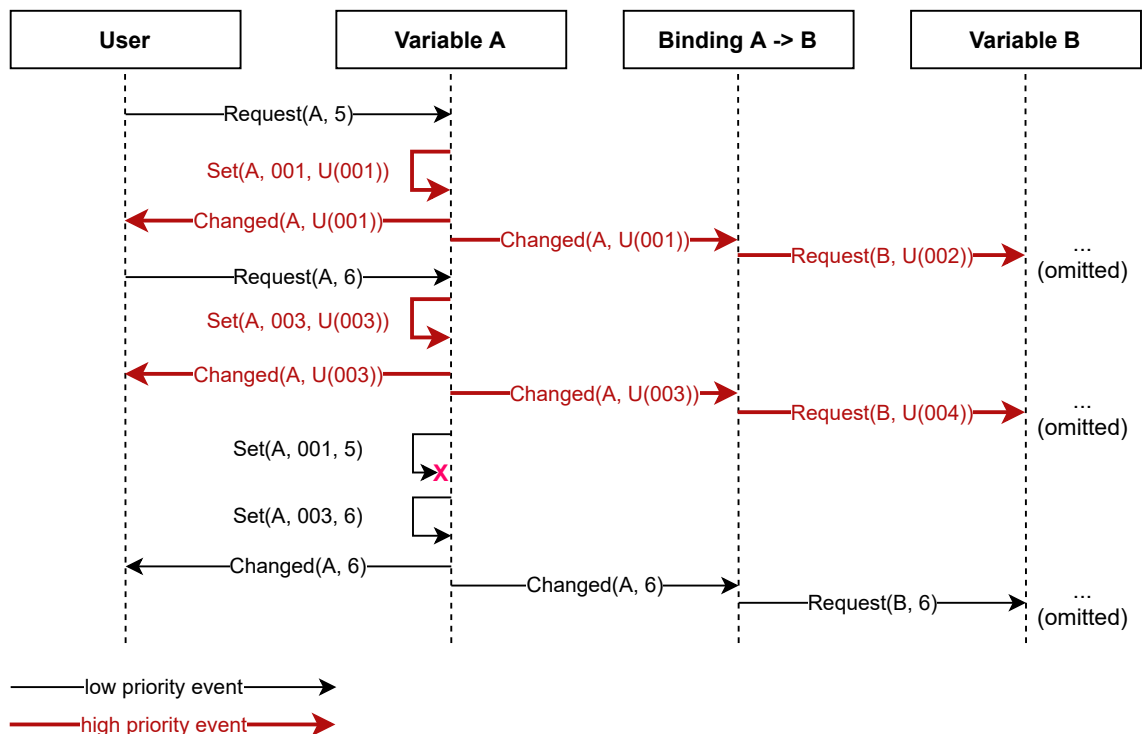 User
Variable A
Binding A -> B
Variable B
Request(A, 5)
Set(A, 001, U(001))
Changed(A, U(001))
Changed(A, U(001))
Request(B, U(002))
...
(omitted)
Request(A, 6)
Set(A, 003, U(003))
Changed(A, U(003))
Changed(A, U(003))
Request(B, U(004))
...
(omitted)
Set(A, 001, 5)
X
Set(A, 003, 6)
Changed(A, 6)
Changed(A, 6)
Request(B, 6)
...
(omitted)
low priority event
high priority event